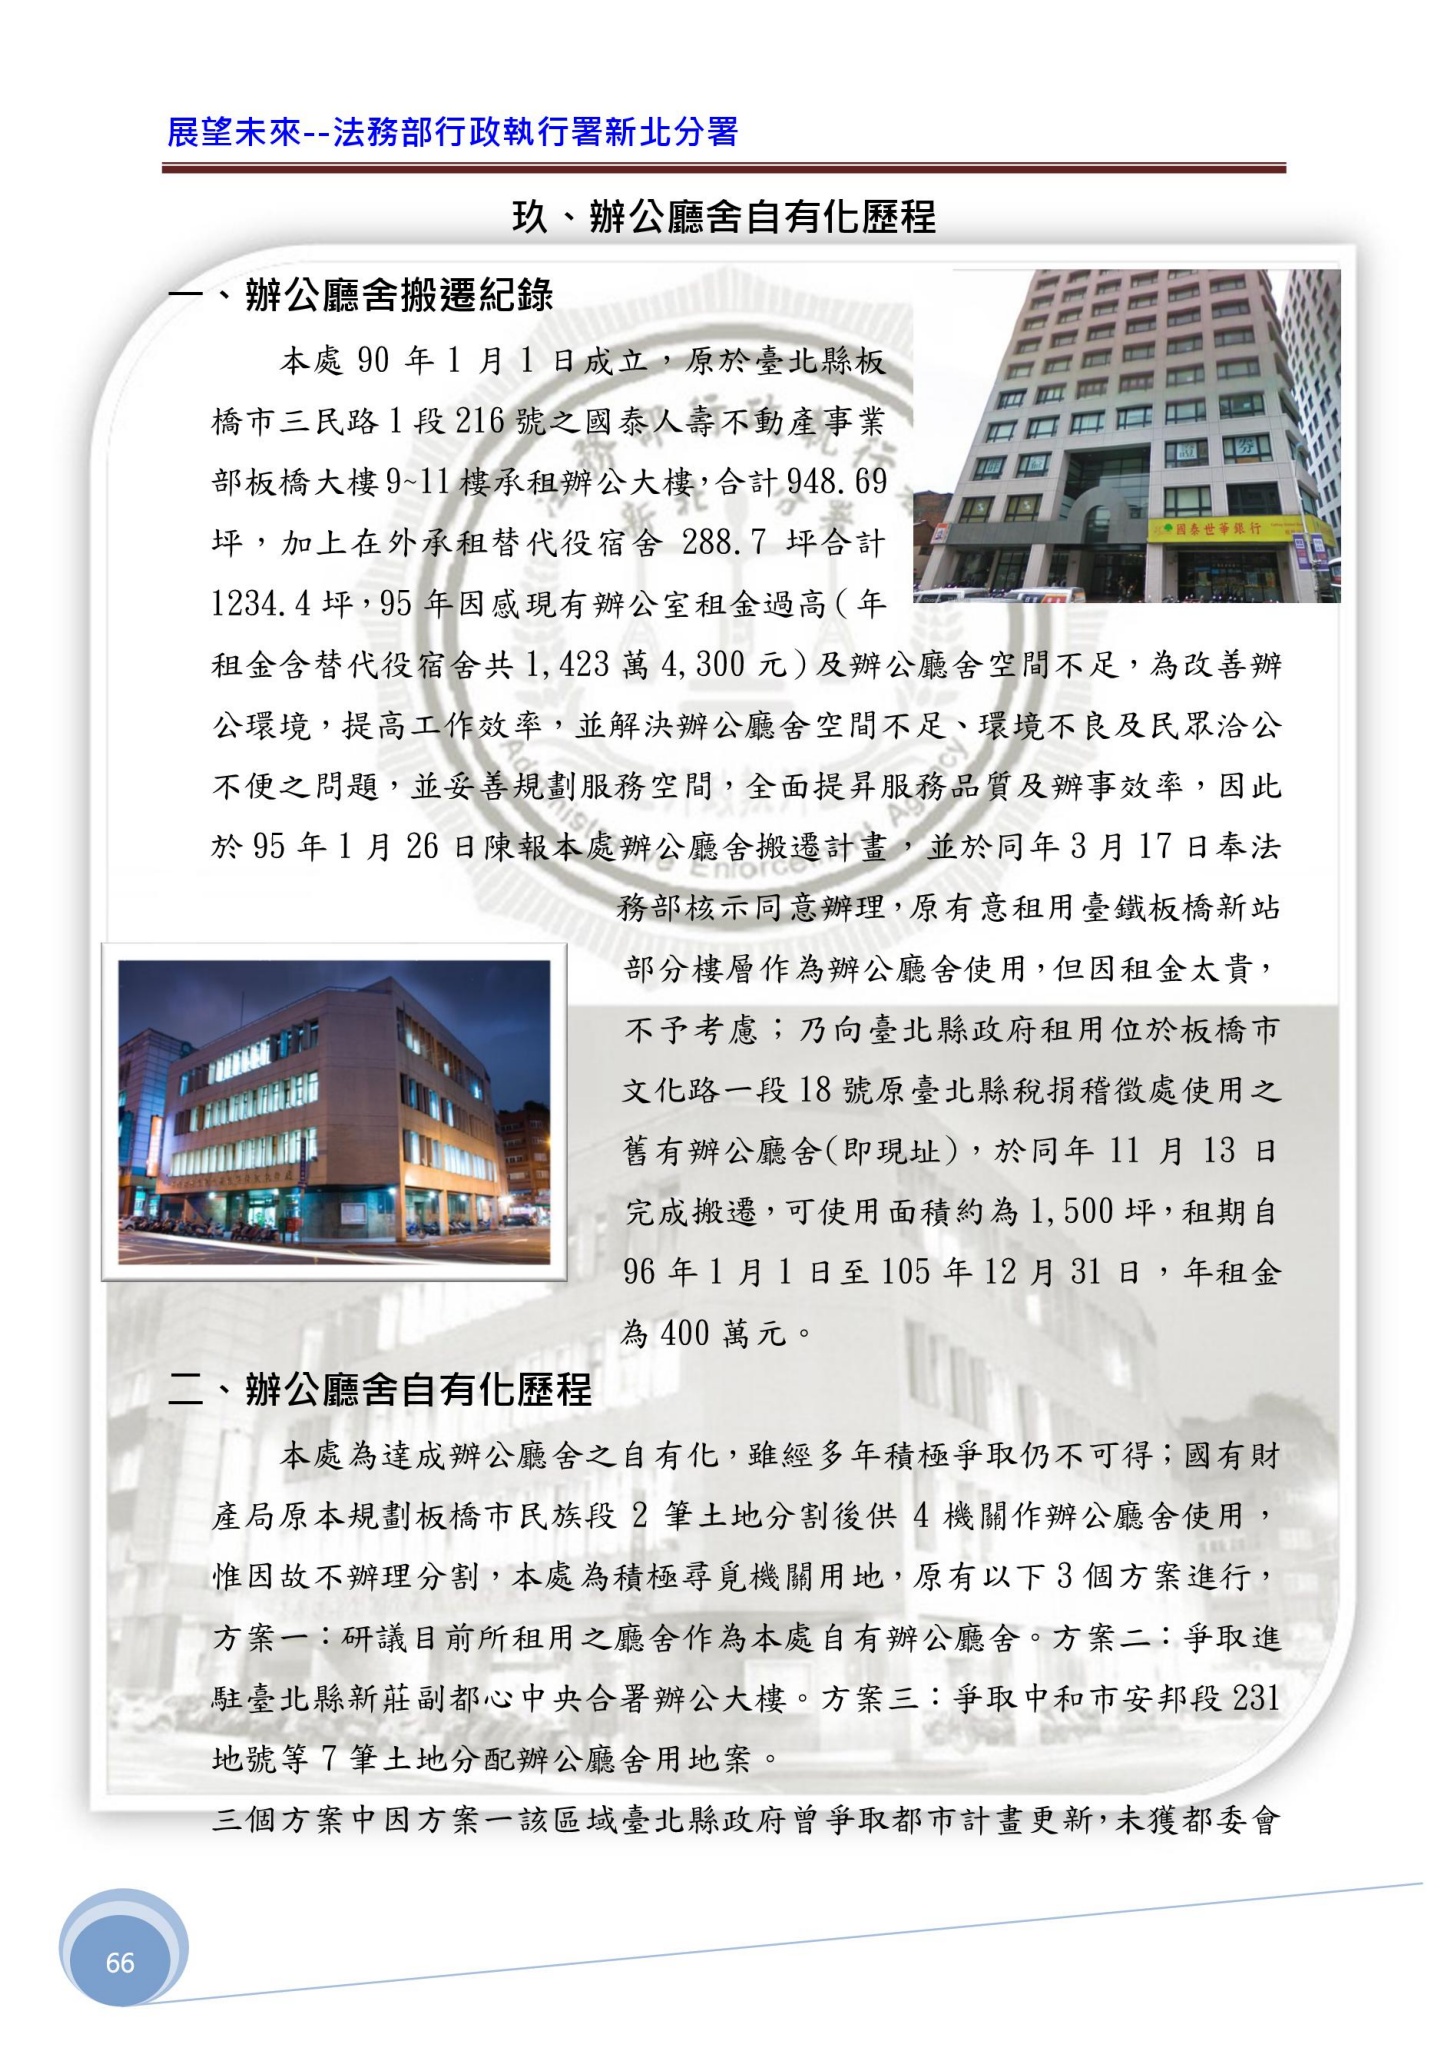 展望未來--法務部行政執行署新北分署
玖、辦公廳舍自有化歷程
一、辦公廳舍搬遷紀錄
本處 90 年 1 月 1 日成立，原於臺北縣板
橋市三民路 1 段 216 號之國泰人壽不動產事業
部板橋大樓 9~11 樓承租辦公大樓，合計 948.69
坪，加上在外承租替代役宿舍 288.7 坪合計
1234.4 坪，95 年因感現有辦公室租金過高（年
租金含替代役宿舍共 1,423 萬 4,300 元）及辦公廳舍空間不足，為改善辦
公環境，提高工作效率，並解決辦公廳舍空間不足、環境不良及民眾洽公
不便之問題，並妥善規劃服務空間，全面提昇服務品質及辦事效率，因此
於 95 年 1 月 26 日陳報本處辦公廳舍搬遷計畫，並於同年 3 月 17 日奉法
務部核示同意辦理，原有意租用臺鐵板橋新站
部分樓層作為辦公廳舍使用，但因租金太貴，
不予考慮；乃向臺北縣政府租用位於板橋市
文化路一段 18 號原臺北縣稅捐稽徵處使用之
舊有辦公廳舍(即現址)，於同年 11 月 13 日
完成搬遷，可使用面積約為 1,500 坪，租期自
96 年 1 月 1 日至 105 年 12 月 31 日，年租金
為 400 萬元。
二、辦公廳舍自有化歷程
本處為達成辦公廳舍之自有化，雖經多年積極爭取仍不可得；國有財
產局原本規劃板橋市民族段 2 筆土地分割後供 4 機關作辦公廳舍使用，
惟因故不辦理分割，本處為積極尋覓機關用地，原有以下 3 個方案進行，
方案一：研議目前所租用之廳舍作為本處自有辦公廳舍。方案二：爭取進
駐臺北縣新莊副都心中央合署辦公大樓。方案三：爭取中和市安邦段 231
地號等 7 筆土地分配辦公廳舍用地案。
三個方案中因方案一該區域臺北縣政府曾爭取都市計畫更新，未獲都委會
66
證 券
國泰世華銀行
法務部行政執行
新北分署
Administrative Enforcement Agency